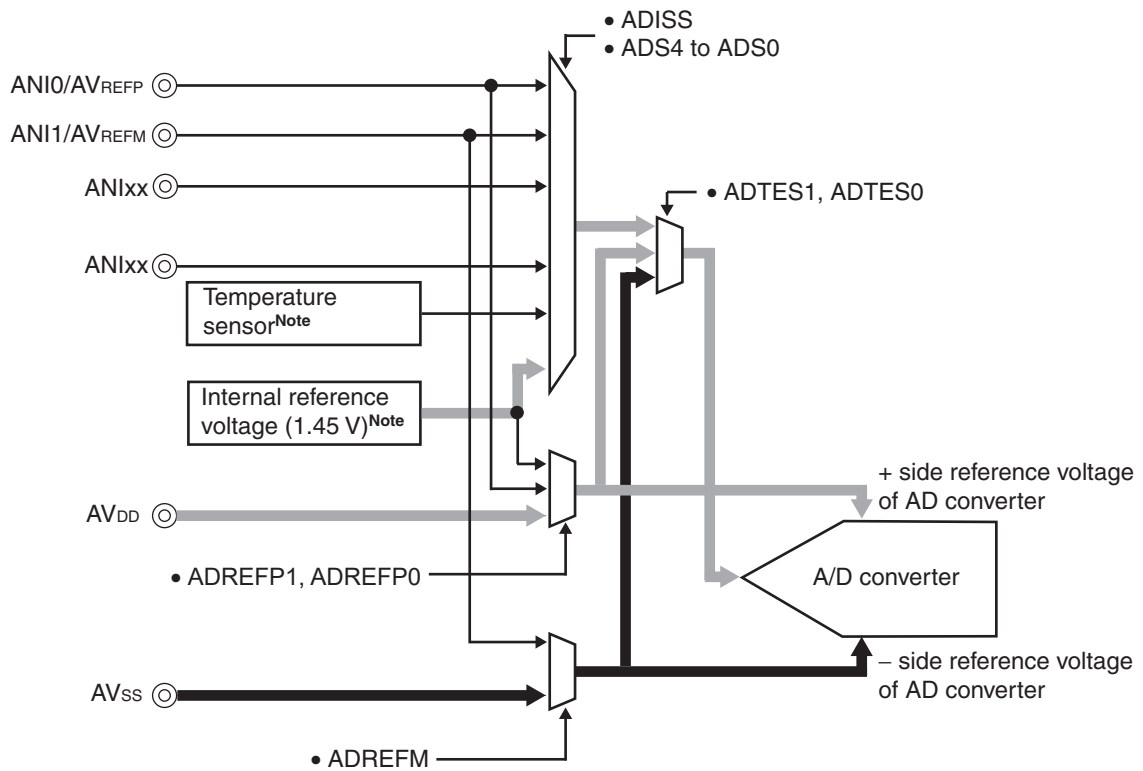 • ADISS
• ADS4 to ADS0
ANI0/AVREFP
ANI1/AVREFM
ANIxx
• ADTES1, ADTES0
ANIxx
Temperature
sensorNote
Internal reference
voltage (1.45 V)Note
+ side reference voltage
of AD converter
AVDD
• ADREFP1, ADREFP0
A/D converter
− side reference voltage
of AD converter
AVSS
• ADREFM